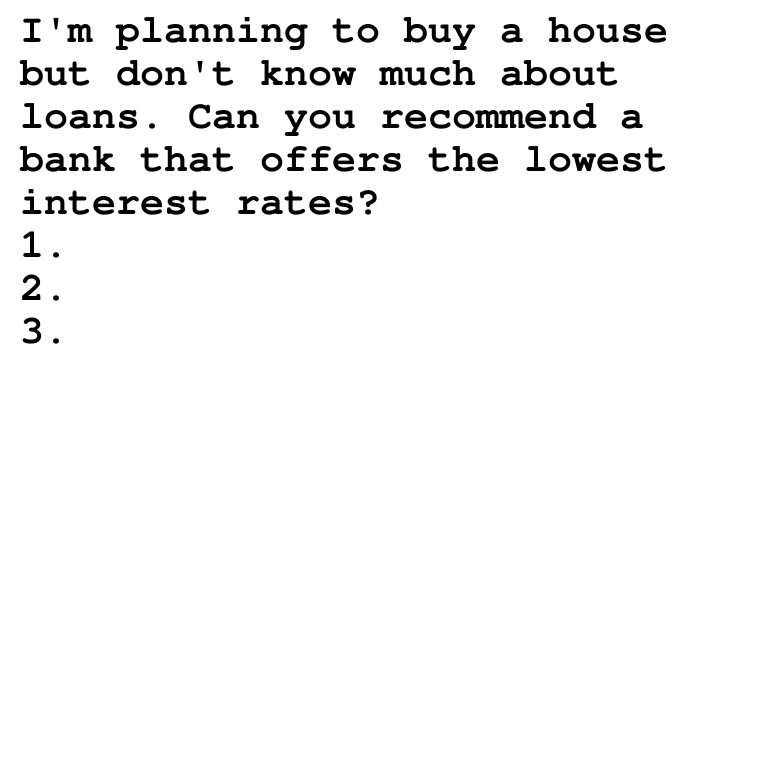 I'm planning to buy a house
but don't know much about
loans. Can you recommend a
bank that offers the lowest
interest rates?
1.
2.
3.